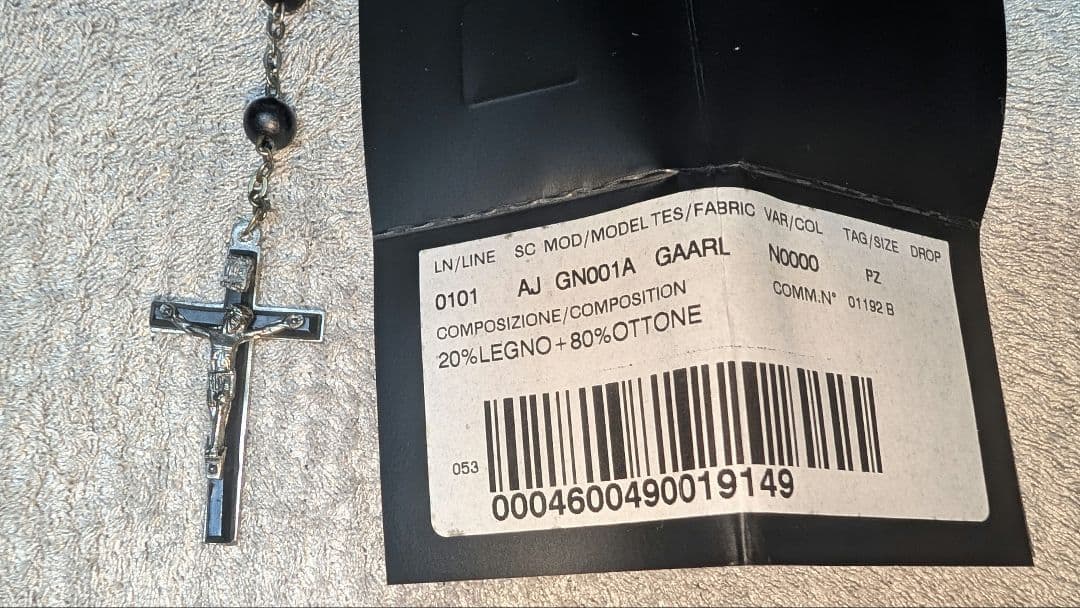 LN/LINE SC MOD/MODEL TES/FABRIC VAR/COL TAG/SIZE DROP
0101 AJ GN001A GAARL N0000 PZ
COMPOSIZIONE/COMPOSITION COMM.N° 01192 B
20%LEGNO+80%OTTONE
053
0004600490019149